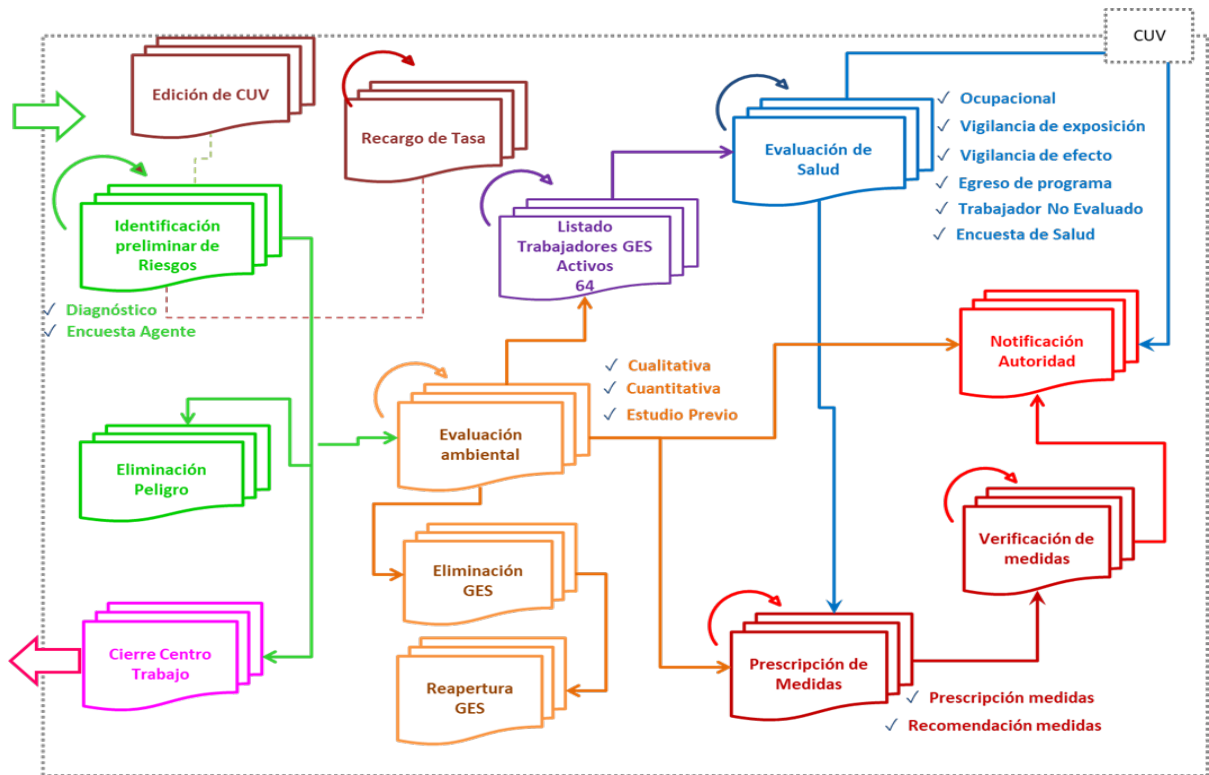 CUV
Edición de CUV
Recargo de Tasa
Identificación
preliminar de
Riesgos
✓ Diagnóstico
✓ Encuesta Agente
Listado
Trabajadores GES
Activos
64
Evaluación de
Salud
✓ Ocupacional
✓ Vigilancia de exposición
✓ Vigilancia de efecto
✓ Egreso de programa
✓ Trabajador No Evaluado
✓ Encuesta de Salud
Notificación
Autoridad
✓ Cualitativa
✓ Cuantitativa
✓ Estudio Previo
Evaluación
ambiental
Eliminación
Peligro
Eliminación
GES
Verificación de
medidas
Cierre Centro
Trabajo
Reapertura
GES
Prescripción de
Medidas
✓ Prescripción medidas
✓ Recomendación medidas